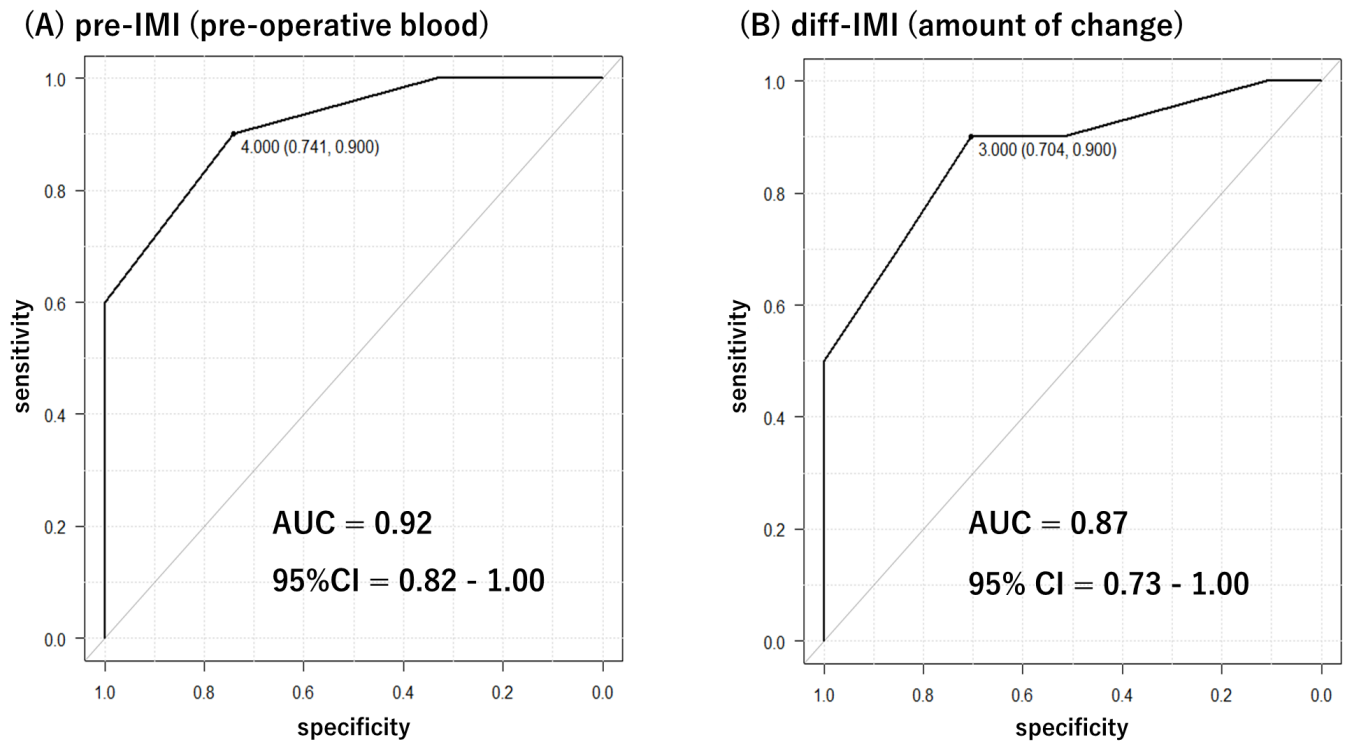 (A) pre-IMI (pre-operative blood)
1.0
0.8
0.6
0.4
0.2
0.0
sensitivity
4.000 (0.741, 0.900)
AUC = 0.92
95%CI = 0.82 - 1.00
1.0 0.8 0.6 0.4 0.2 0.0
specificity
(B) diff-IMI (amount of change)
1.0
0.8
0.6
0.4
0.2
0.0
sensitivity
3.000 (0.704, 0.900)
AUC = 0.87
95% CI = 0.73 - 1.00
1.0 0.8 0.6 0.4 0.2 0.0
specificity